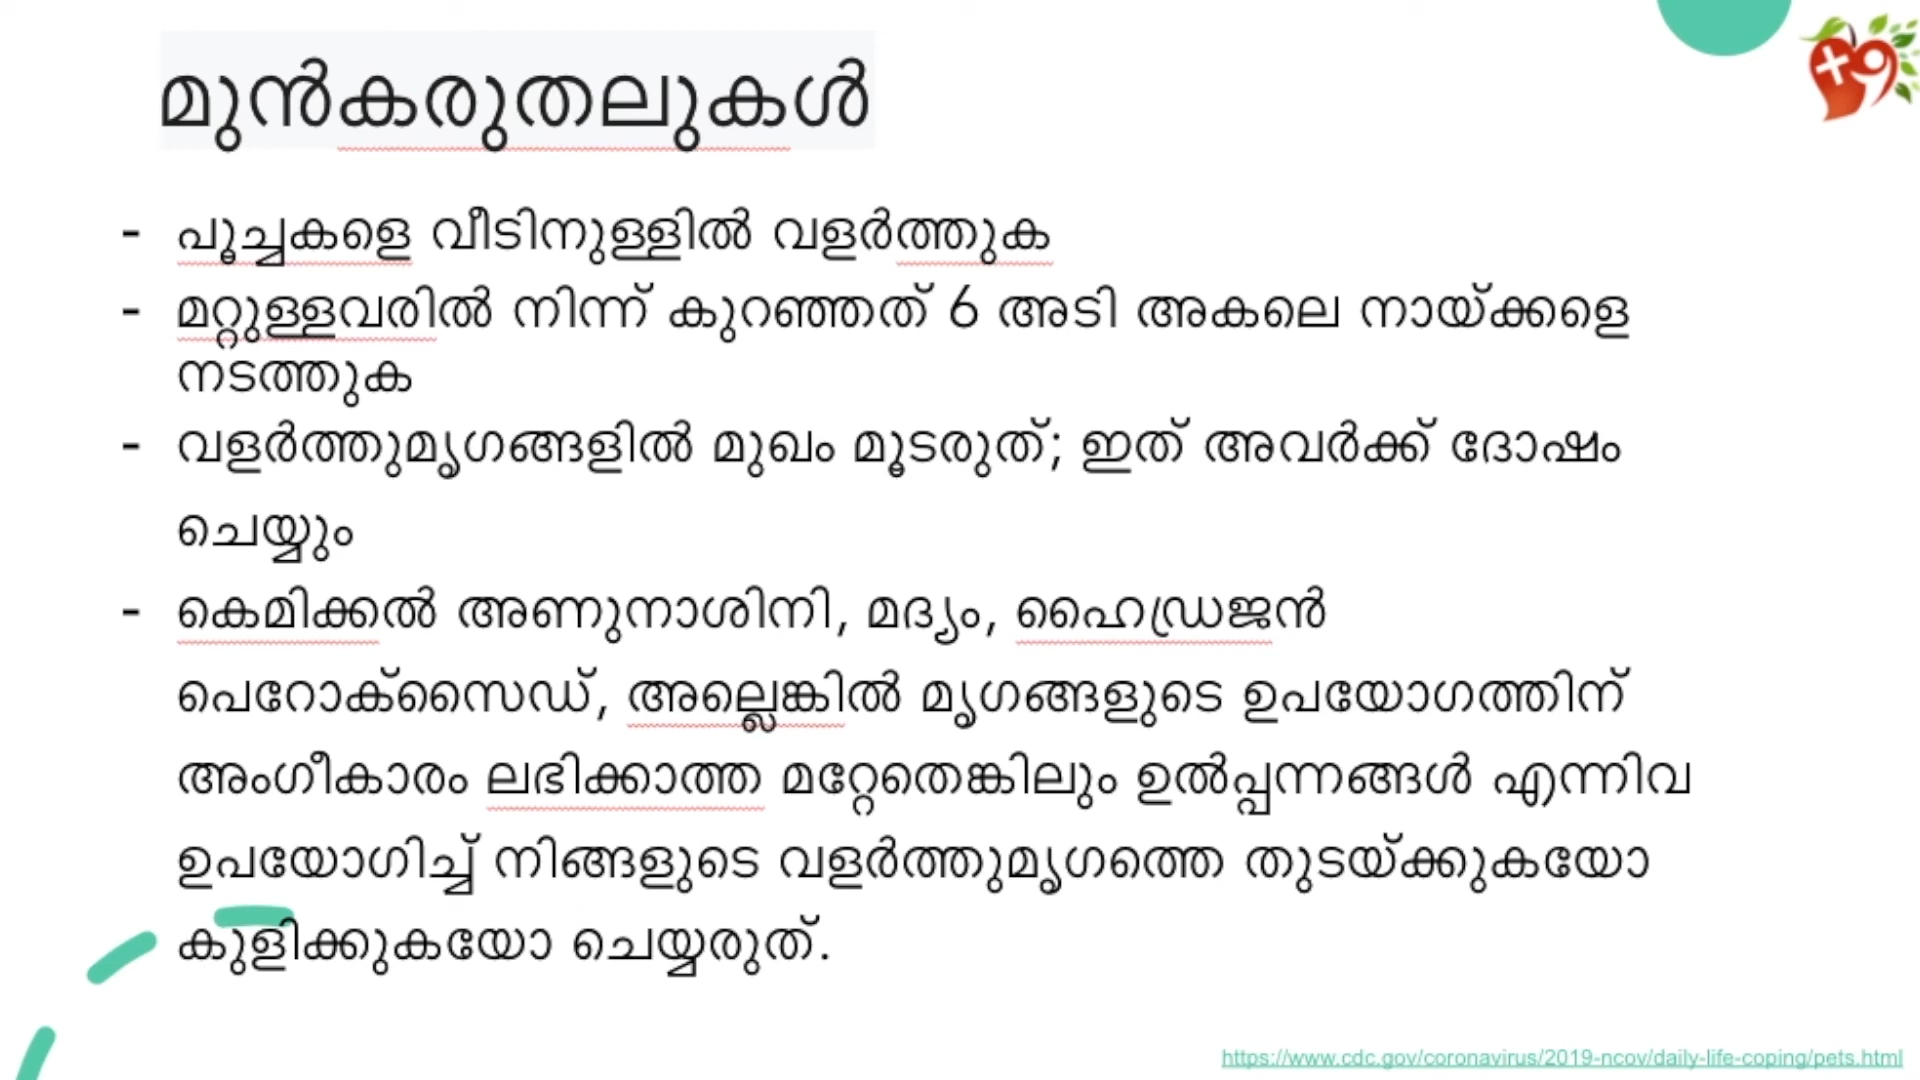 മുൻകരുതലുകൾ
- പൂച്ചകളെ വീടിനുള്ളിൽ വളർത്തുക
- മറ്റുള്ളവരിൽ നിന്ന് കുറഞ്ഞത് 6 അടി അകലെ നായ്ക്കളെ
നടത്തുക
- വളർത്തുമൃഗങ്ങളിൽ മുഖം മൂടരുത്; ഇത് അവർക്ക് ദോഷം
ചെയ്യും
- കെമിക്കൽ അണുനാശിനി, മദ്യം, ഹൈഡ്രജൻ
പെറോക്സൈഡ്, അല്ലെങ്കിൽ മൃഗങ്ങളുടെ ഉപയോഗത്തിന്
അംഗീകാരം ലഭിക്കാത്ത മറ്റേതെങ്കിലും ഉൽപ്പന്നങ്ങൾ എന്നിവ
ഉപയോഗിച്ച് നിങ്ങളുടെ വളർത്തുമൃഗത്തെ തുടയ്ക്കുകയോ
കുളിക്കുകയോ ചെയ്യരുത്.
https://www.cdc.gov/coronavirus/2019-ncov/daily-life-coping/pets.html